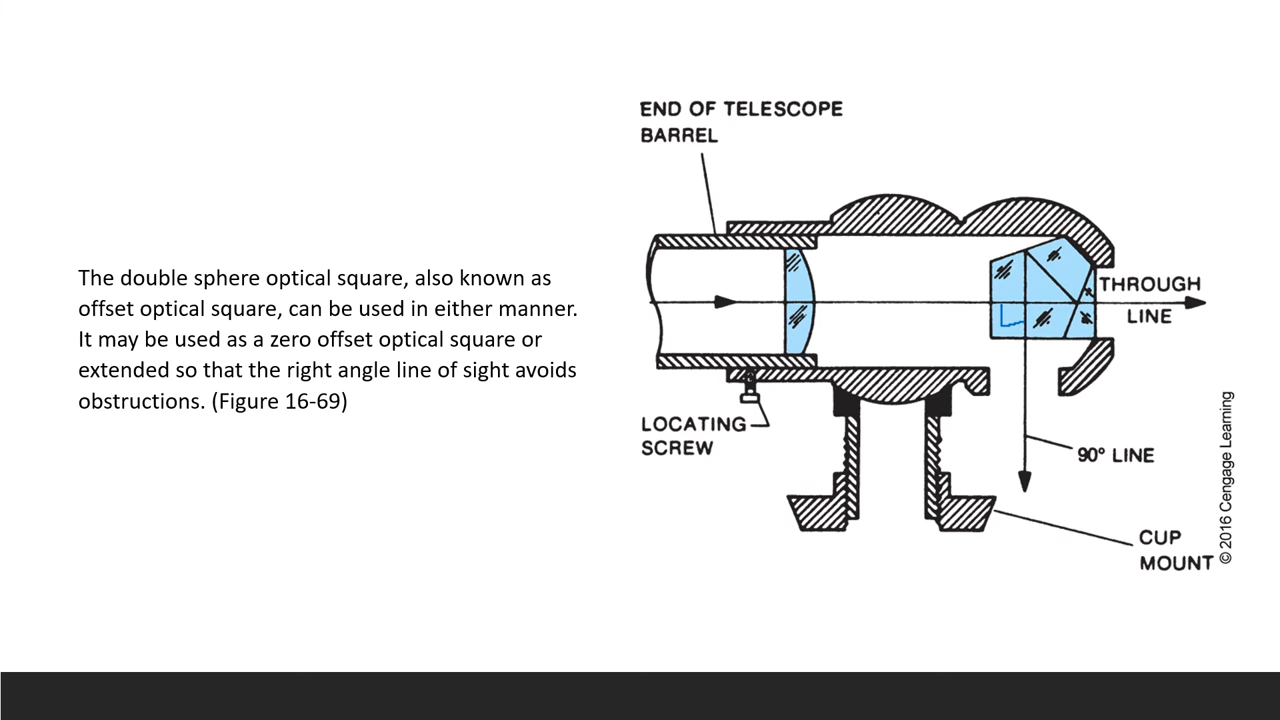 The double sphere optical square, also known as
offset optical square, can be used in either manner.
It may be used as a zero offset optical square or
extended so that the right angle line of sight avoids
obstructions. (Figure 16-69)
END OF TELESCOPE
BARREL
THROUGH
LINE
LOCATING
SCREW
90° LINE
CUP
MOUNT
© 2016 Cengage Learning